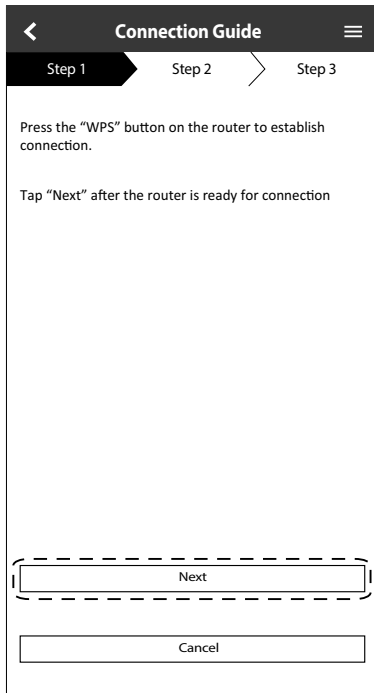 Connection Guide
Step 1 Step 2 Step 3
Press the “WPS” button on the router to establish
connection.
Tap “Next” after the router is ready for connection
Next
Cancel